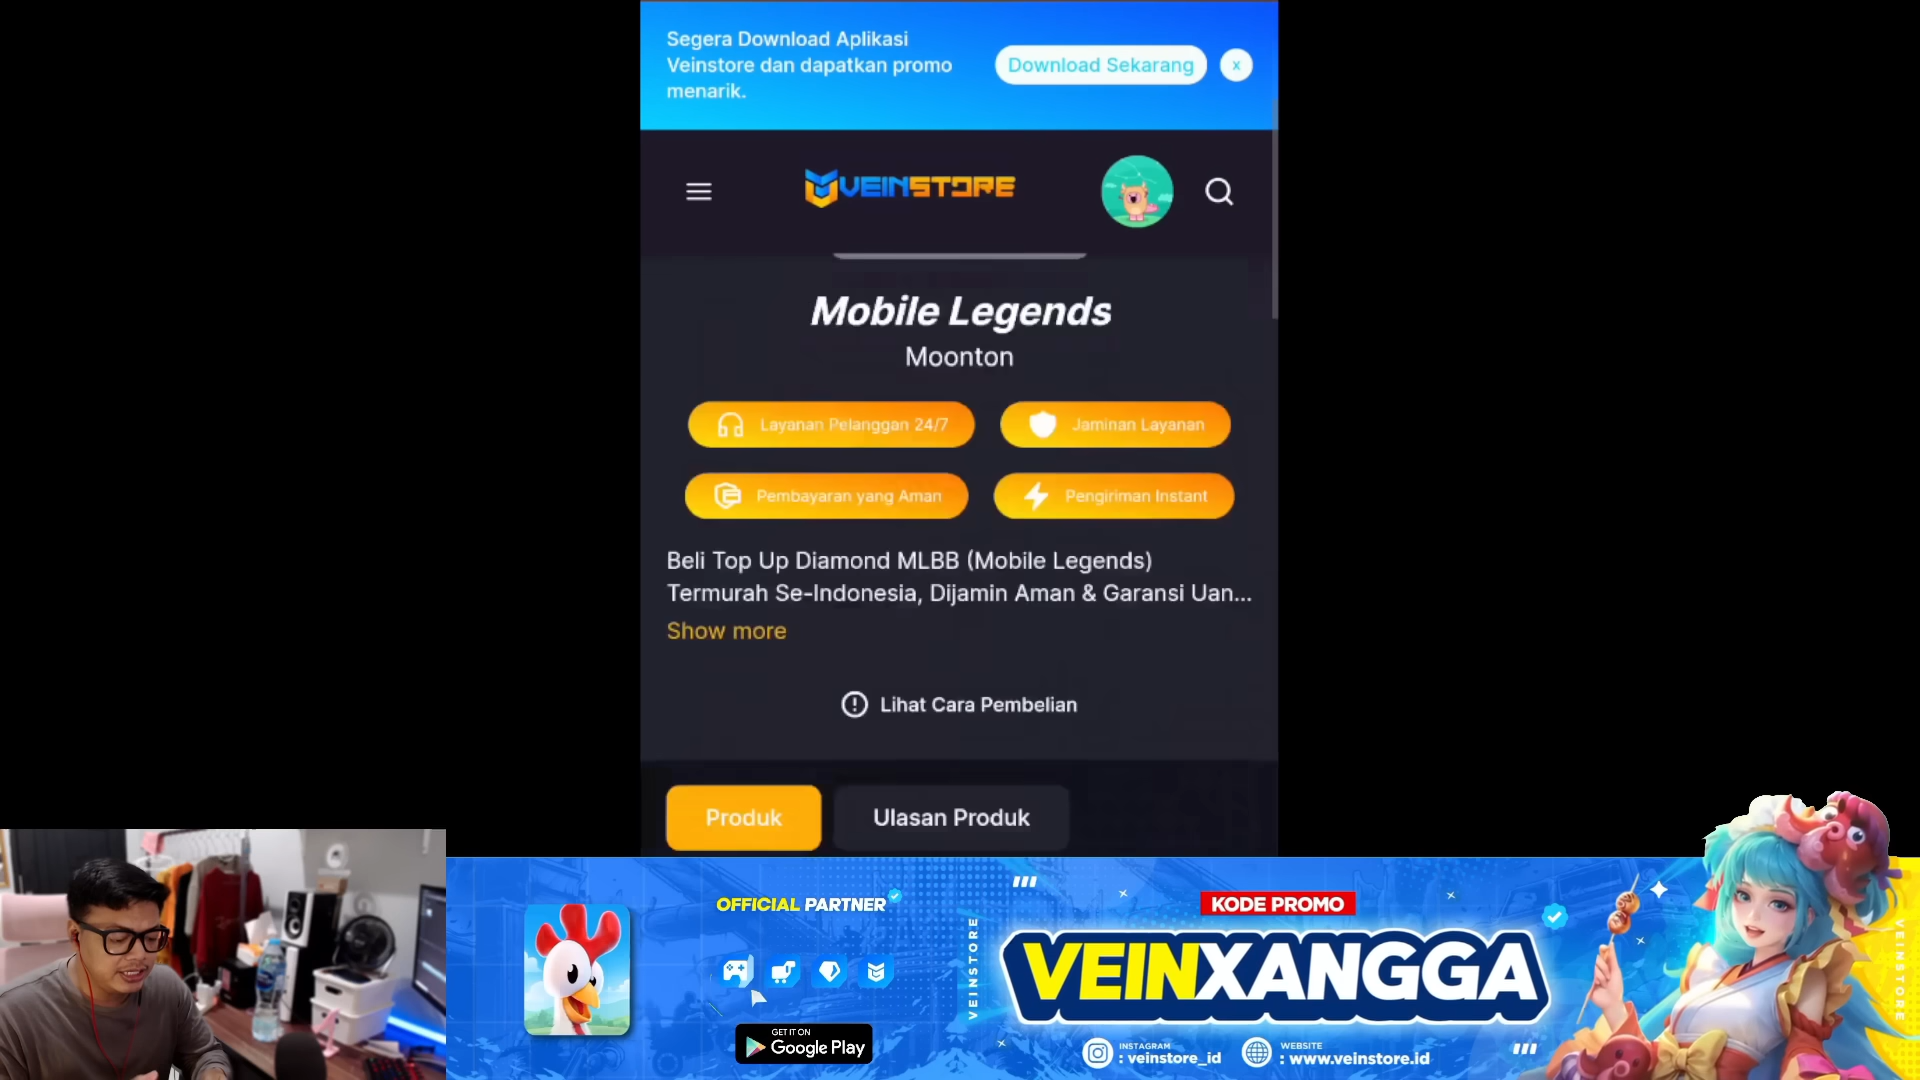 Segera Download Aplikasi
Veinstore dan dapatkan promo
menarik.
Download Sekarang
x
VEINSTORE
Mobile Legends
Moonton
Layanan Pelanggan 24/7
Jaminan Layanan
Pembayaran yang Aman
Pengiriman Instant
Beli Top Up Diamond MLBB (Mobile Legends)
Termurah Se-Indonesia, Dijamin Aman & Garansi Uan...
Show more
Lihat Cara Pembelian
Produk
Ulasan Produk
OFFICIAL PARTNER
GET IT ON
Google Play
VEINSTORE
KODE PROMO
VEINXANGGA
INSTAGRAM
: veinstore_id
WEBSITE
: www.veinstore.id
VEINSTORE